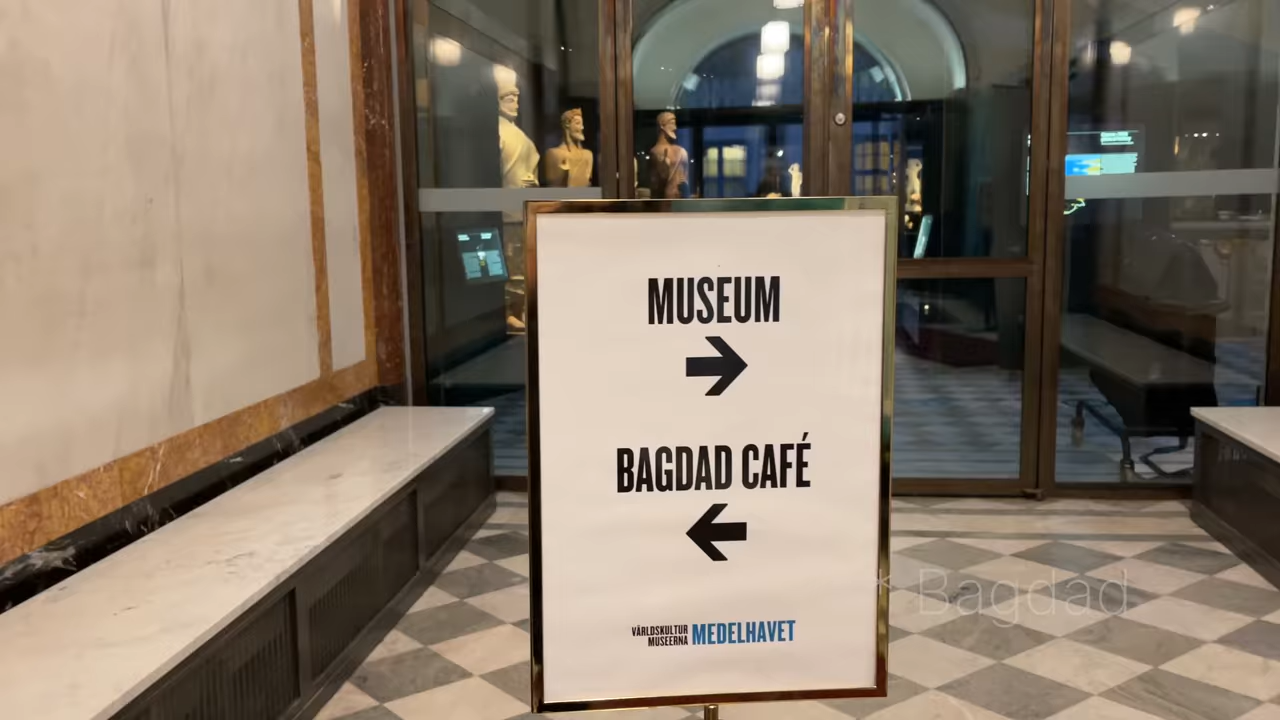 MUSEUM
→
BAGDAD CAFÉ
←
VÄRLDSKULTUR
MUSEERNA
MEDELHAVET
* Bagdad